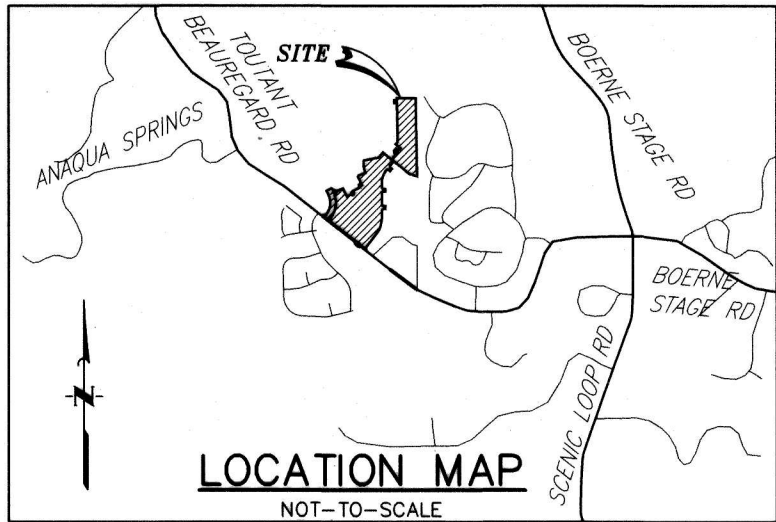 SITE
TOUTANT
BEAUREGARD RD
ANAQUA SPRINGS
BOERNE STAGE RD
BOERNE
STAGE RD
SCENIC LOOP RD
N
LOCATION MAP
NOT-TO-SCALE